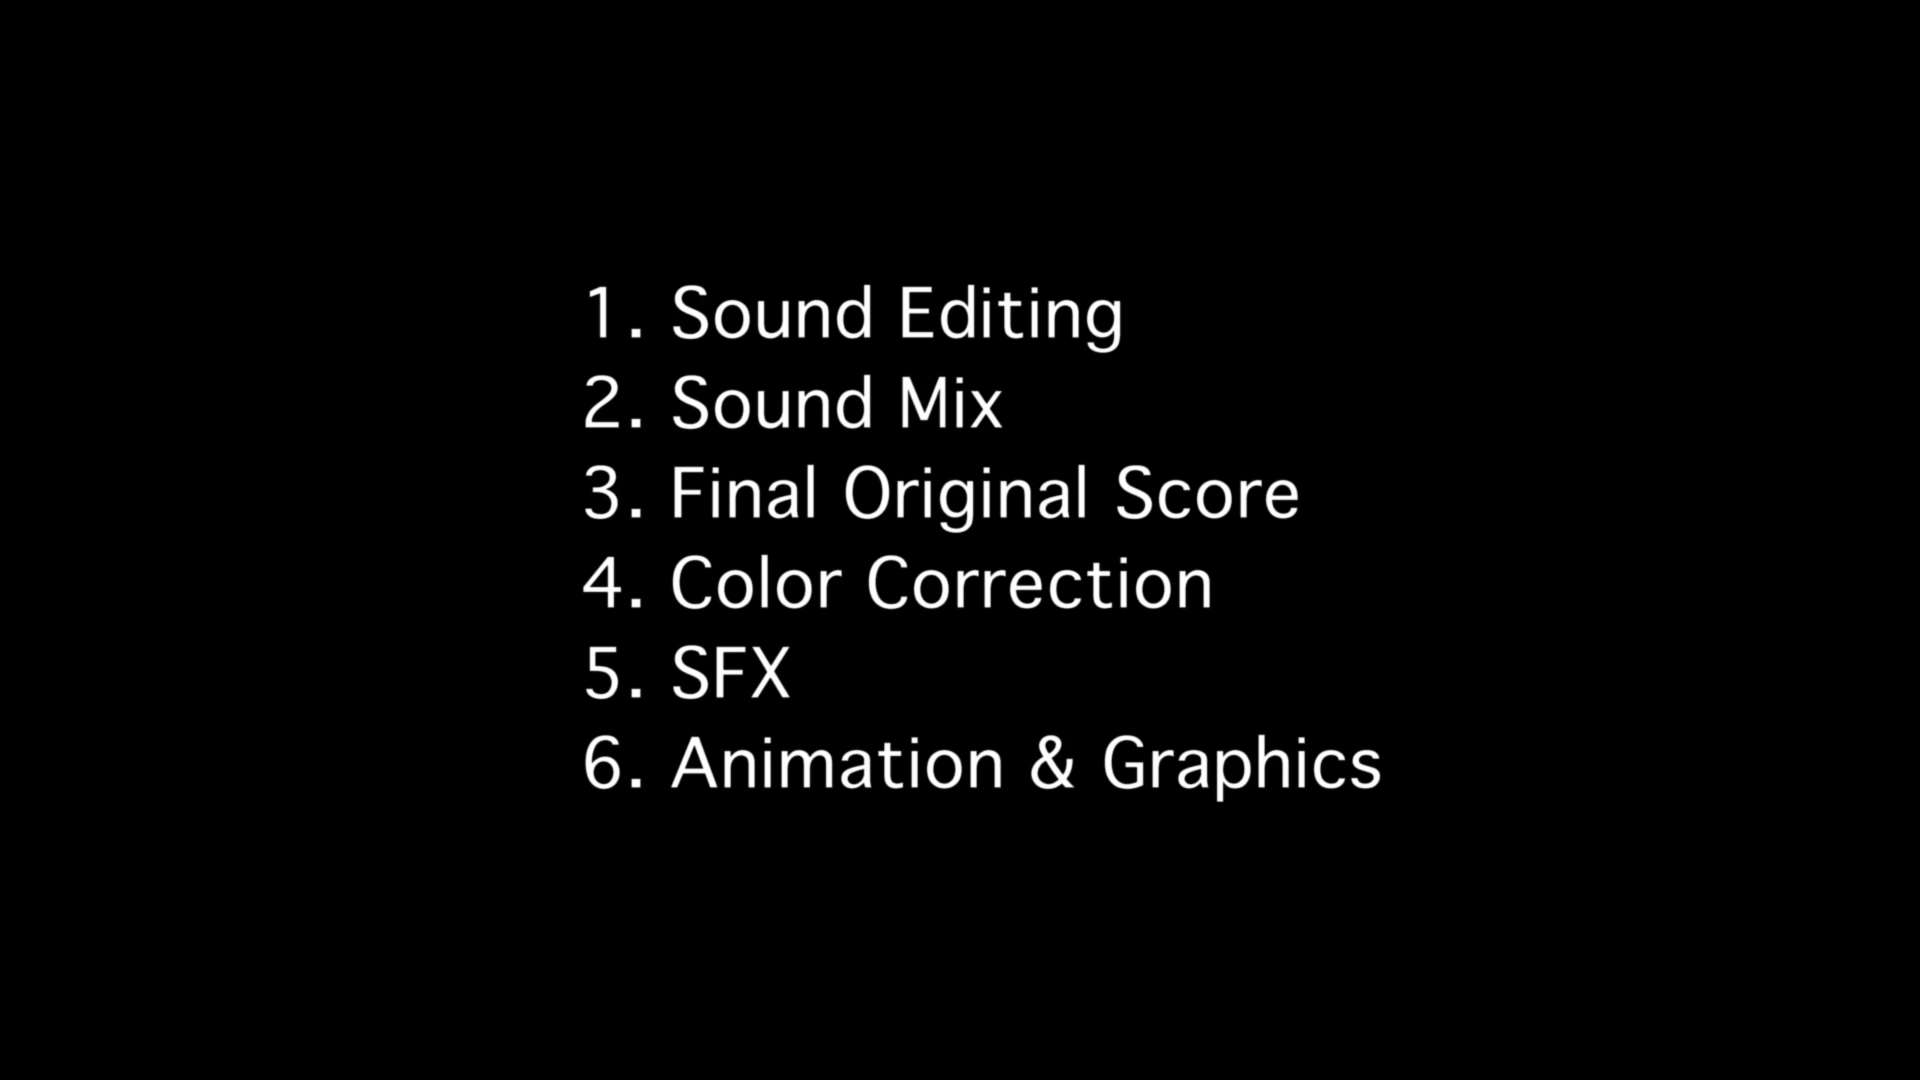 1. Sound Editing
2. Sound Mix
3. Final Original Score
4. Color Correction
5. SFX
6. Animation & Graphics